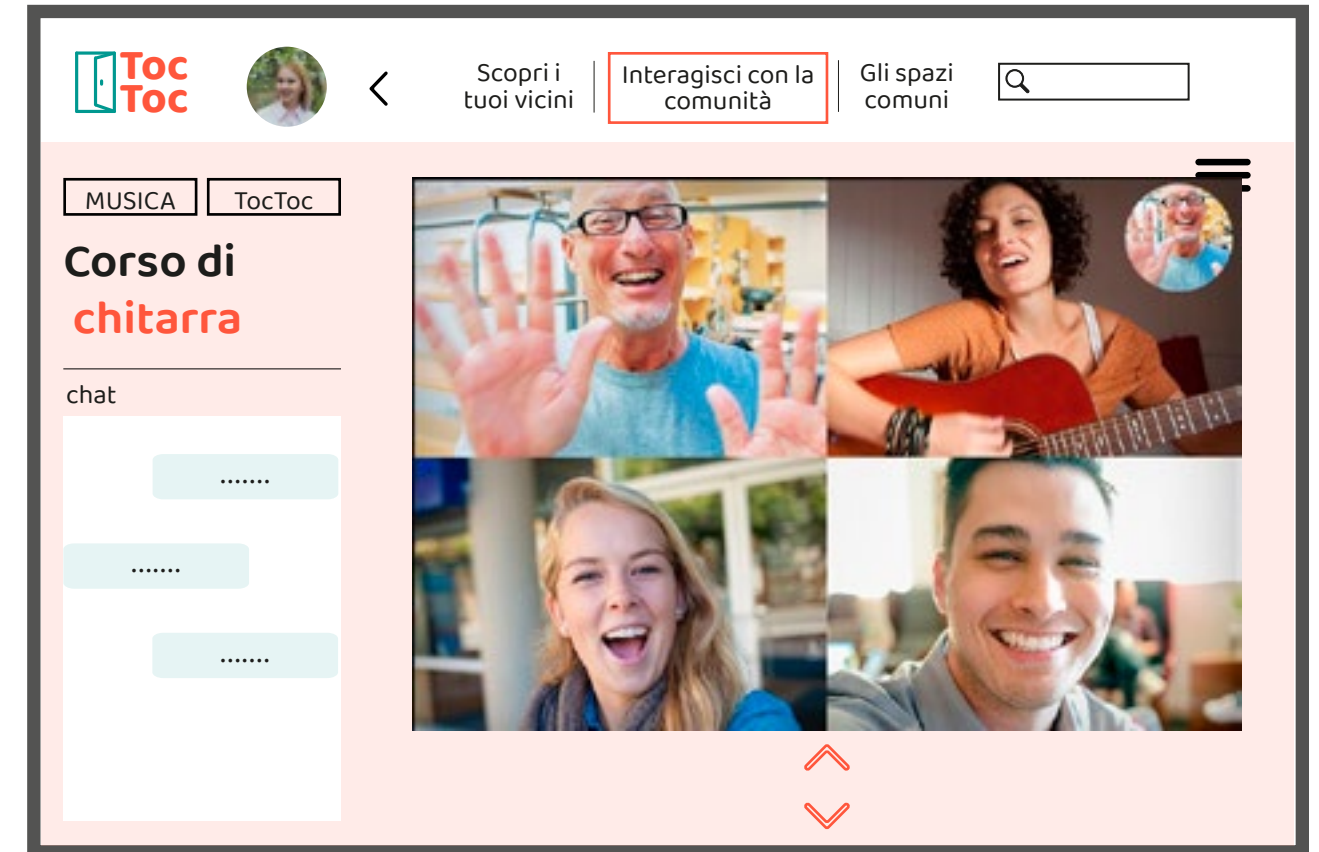 Toc
Toc
Scopri i
tuoi vicini
Interagisci con la
comunità
Gli spazi
comuni
MUSICA
TocToc
Corso di
chitarra
chat
.......
.......
.......